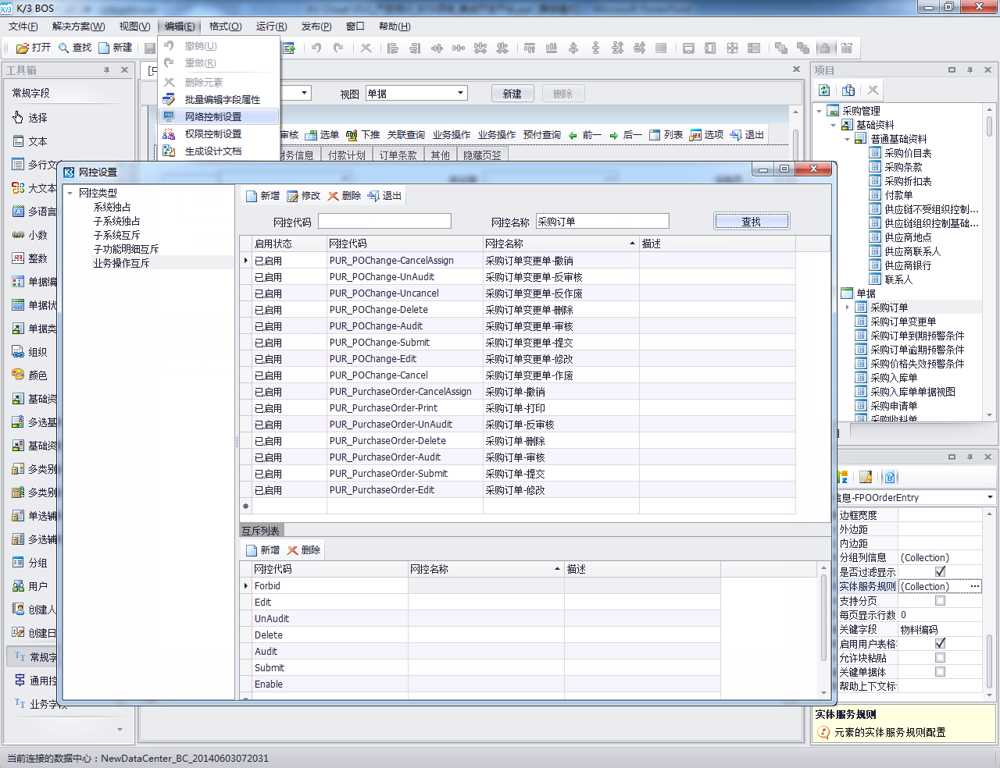 K/3 BOS
文件(F) 解决方案(W) 视图(V) 编辑(E) 格式(O) 运行(R) 发布(P) 窗口 帮助(H)
打开 查找 新建
撤销(U)
重做(R)
删除元素
批量编辑字段属性
网络控制设置
权限控制设置
生成设计文档
工具箱
常规字段
选择
文本
多行文
大文本
多语言
小数
整数
单据编
单据状
单据类
组织
颜色
基础资
多选基
基础资
多类别
多类别
单选辅
多选辅
分组
用户
创建人
创建日
常规字
通用控
业务字段
视图 单据 新建 删除
审核 选单 下推 关联查询 业务操作 业务操作 预付查询 前一 后一 列表 选项 退出
务信息 付款计划 订单条款 其他 隐藏页签
网控设置
网控类型
系统独占
子系统独占
子系统互斥
子功能明细互斥
业务操作互斥
新增 修改 删除 退出
网控代码 网控名称 采购订单 查找
启用状态 网控代码 网控名称 描述
已启用 PUR_POChange-CancelAssign 采购订单变更单-撤销
已启用 PUR_POChange-UnAudit 采购订单变更单-反审核
已启用 PUR_POChange-Uncancel 采购订单变更单-反作废
已启用 PUR_POChange-Delete 采购订单变更单-删除
已启用 PUR_POChange-Audit 采购订单变更单-审核
已启用 PUR_POChange-Submit 采购订单变更单-提交
已启用 PUR_POChange-Edit 采购订单变更单-修改
已启用 PUR_POChange-Cancel 采购订单变更单-作废
已启用 PUR_PurchaseOrder-CancelAssign 采购订单-撤销
已启用 PUR_PurchaseOrder-Print 采购订单-打印
已启用 PUR_PurchaseOrder-UnAudit 采购订单-反审核
已启用 PUR_PurchaseOrder-Delete 采购订单-删除
已启用 PUR_PurchaseOrder-Audit 采购订单-审核
已启用 PUR_PurchaseOrder-Submit 采购订单-提交
已启用 PUR_PurchaseOrder-Edit 采购订单-修改
互斥列表
新增 删除
网控代码 网控名称 描述
Forbid
Edit
UnAudit
Delete
Audit
Submit
Enable
项目
采购管理
基础资料
普通基础资料
采购价目表
采购条款
采购折扣表
付款单
供应链不受组织控制...
供应链组织控制基础...
供应商地点
供应商联系人
供应商银行
联系人
单据
采购订单
采购订单变更单
采购订单到期预警条件
采购订单逾期预警条件
采购价格失效预警条件
采购入库单
采购入库单单据视图
采购申请单
采购收料单
信息-FPOOrderEntry
边框宽度
外边距
内边距
分组列信息 (Collection)
是否过滤显示
实体服务规则 (Collection) ...
支持分页
每页显示行数 0
关键字段 物料编码
启用用户表格
允许块粘贴
关键单据体
帮助上下文标
实体服务规则
元素的实体服务规则配置
当前连接的数据中心：NewDataCenter_BC_20140603072031